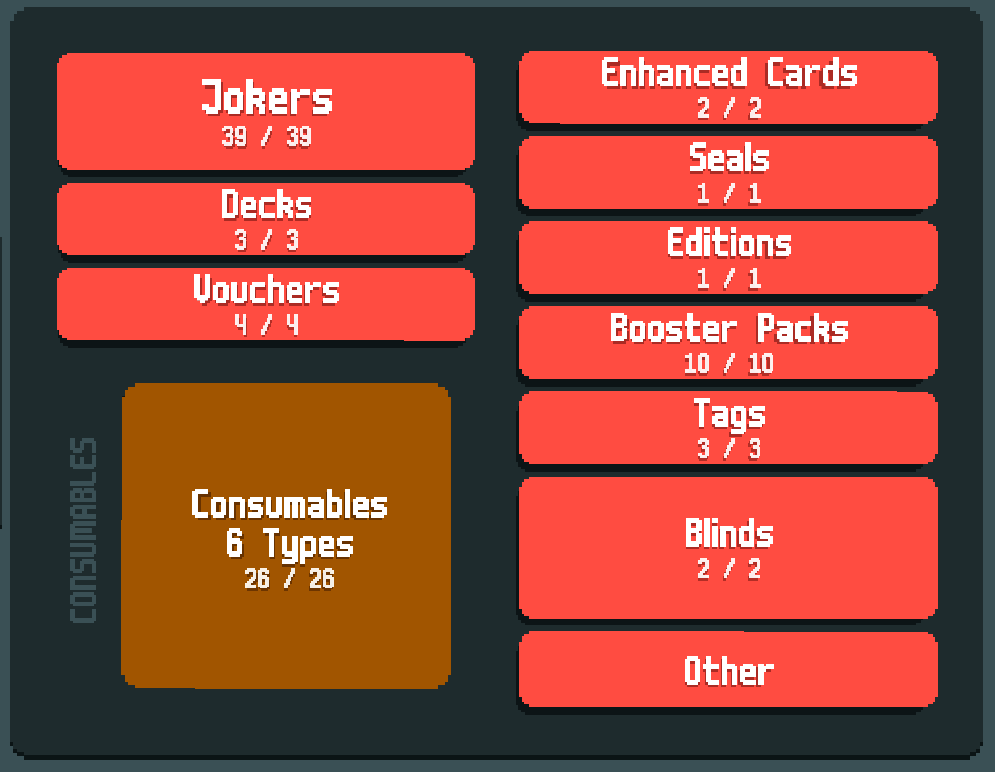 Jokers
39 / 39
Decks
3 / 3
Vouchers
4 / 4
CONSUMABLES
Consumables
6 Types
26 / 26
Enhanced Cards
2 / 2
Seals
1 / 1
Editions
1 / 1
Booster Packs
10 / 10
Tags
3 / 3
Blinds
2 / 2
Other